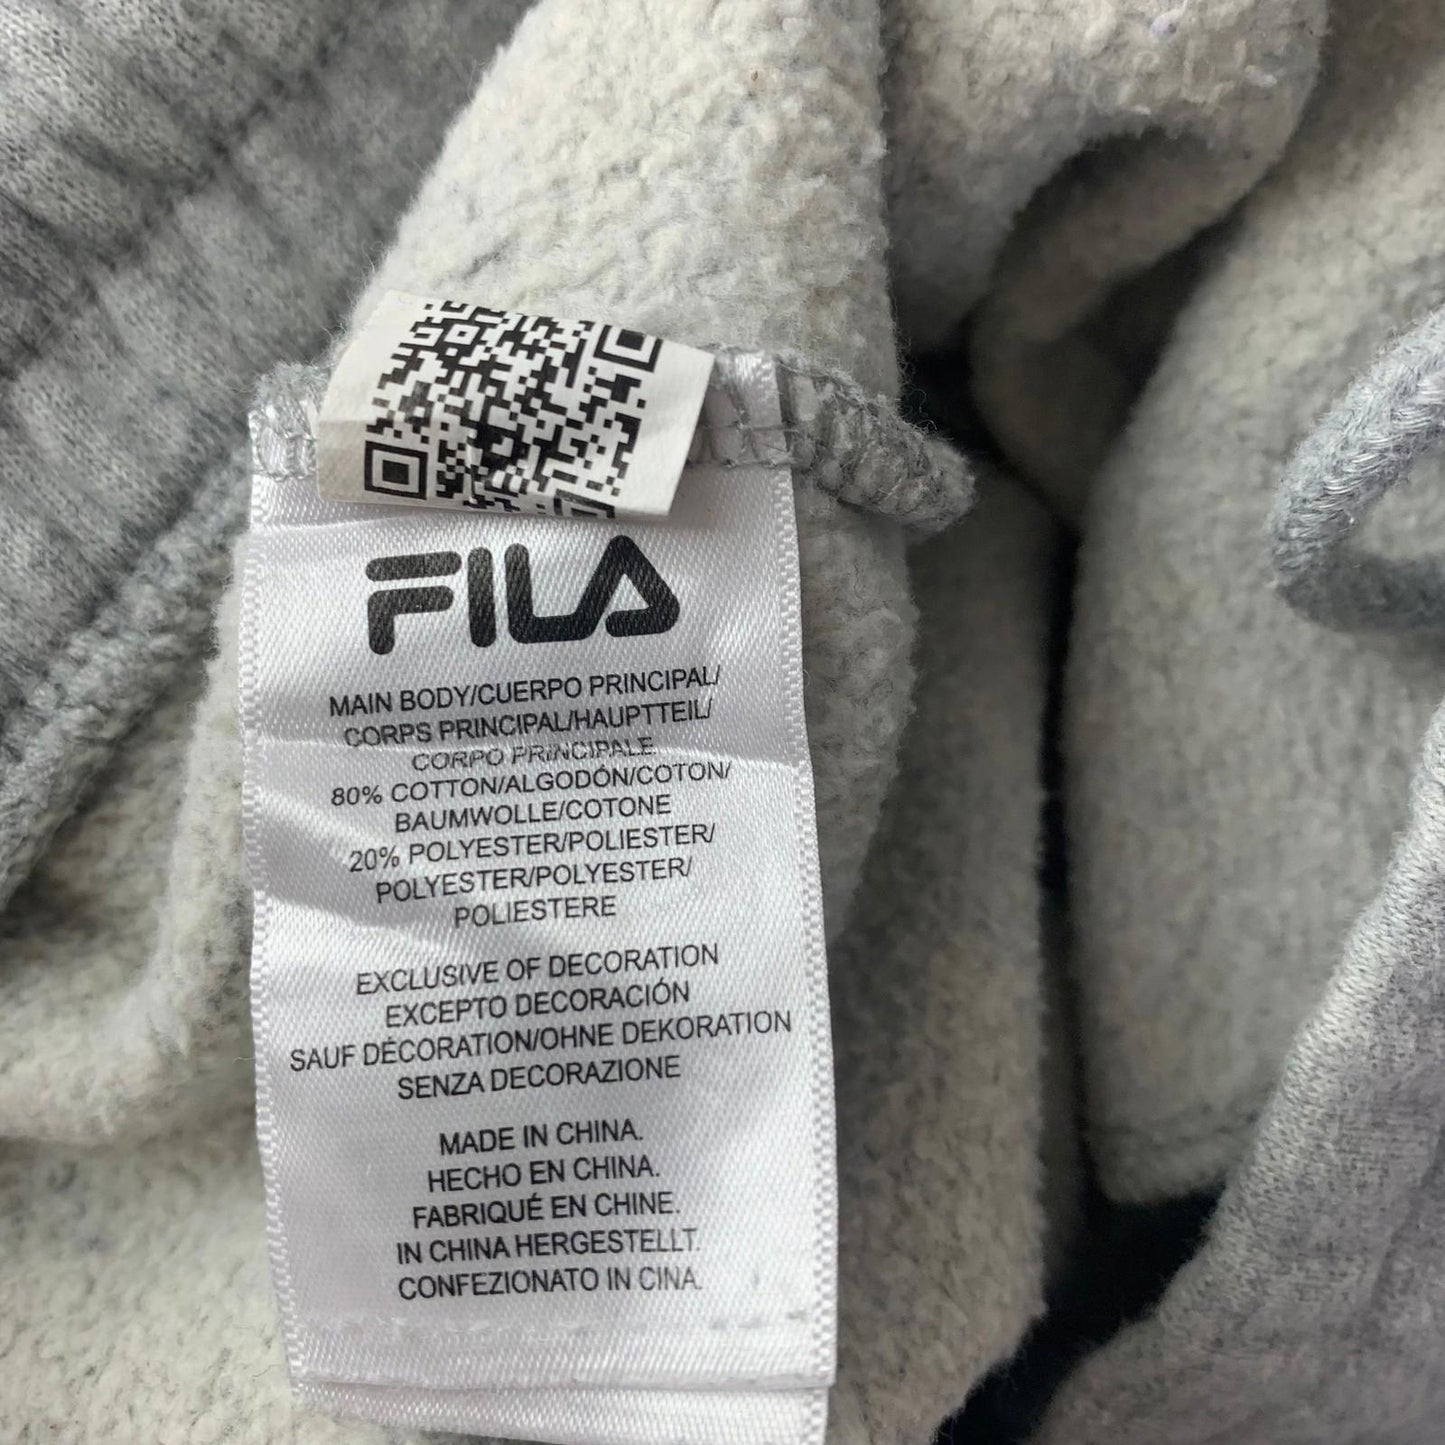 FILA
MAIN BODY/CUERPO PRINCIPAL/
CORPS PRINCIPAL/HAUPTTEIL/
CORPO PRINCIPALE
80% COTTON/ALGODÓN/COTON/
BAUMWOLLE/COTONE
20% POLYESTER/POLIESTER/
POLYESTER/POLYESTER/
POLIESTERE
EXCLUSIVE OF DECORATION
EXCEPTO DECORACIÓN
SAUF DÉCORATION/OHNE DEKORATION
SENZA DECORAZIONE
MADE IN CHINA.
HECHO EN CHINA.
FABRIQUÉ EN CHINE.
IN CHINA HERGESTELLT.
CONFEZIONATO IN CINA.